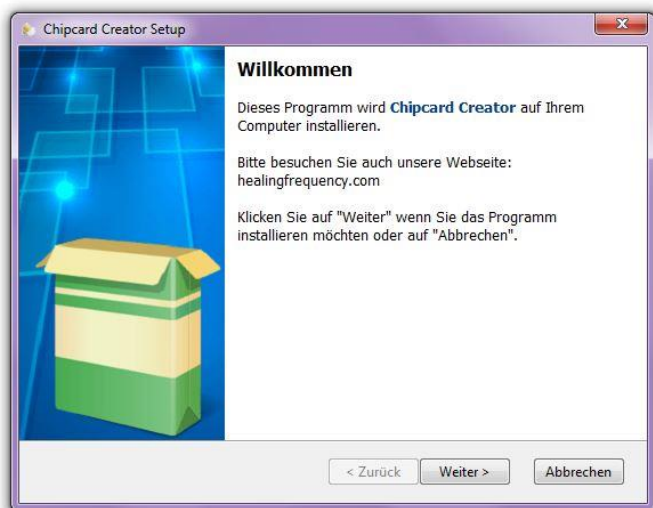 Chipcard Creator Setup
Willkommen
Dieses Programm wird Chipcard Creator auf Ihrem
Computer installieren.
Bitte besuchen Sie auch unsere Webseite:
healingfrequency.com
Klicken Sie auf "Weiter" wenn Sie das Programm
installieren möchten oder auf "Abbrechen".
< Zurück Weiter > Abbrechen